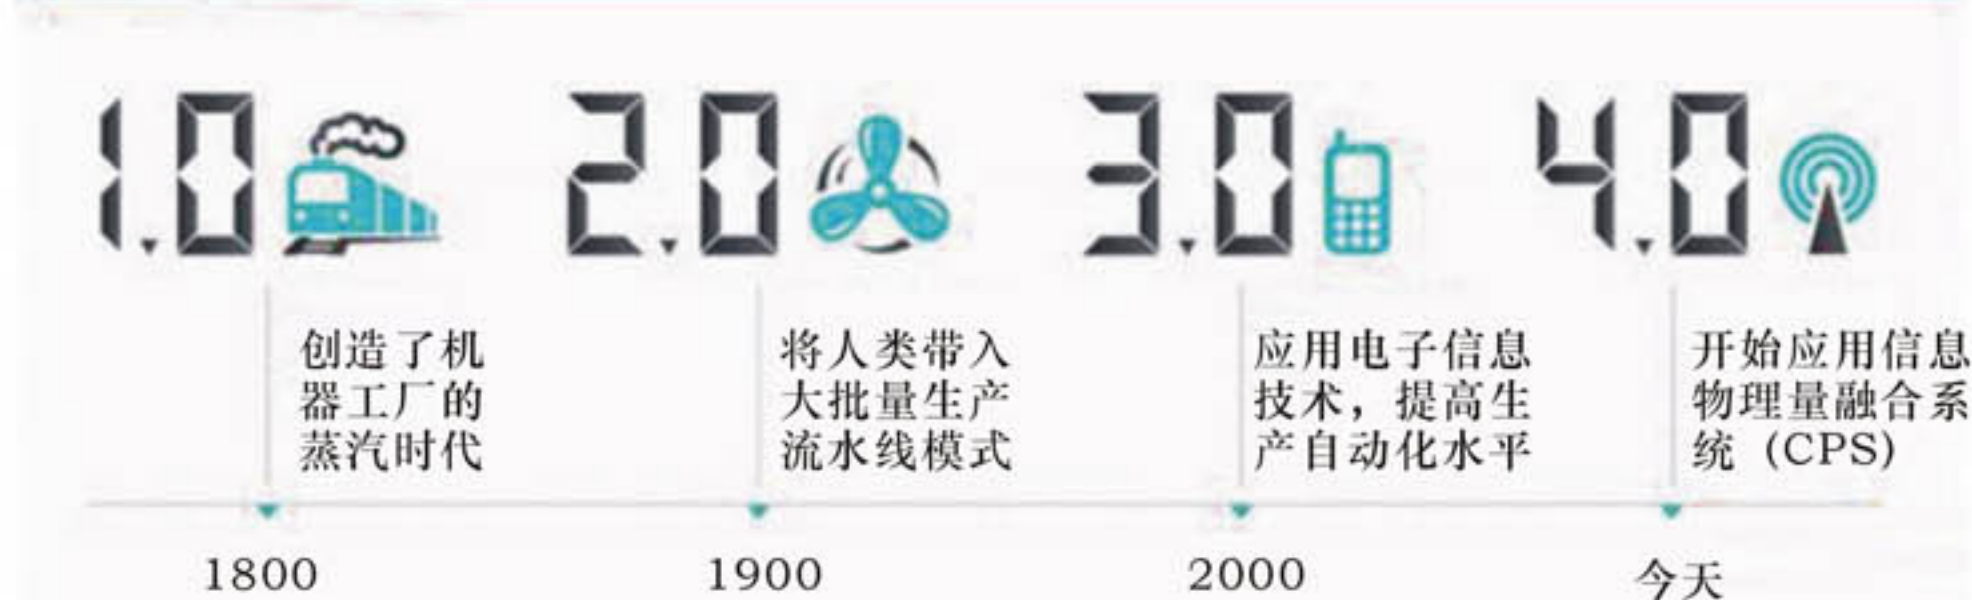 1.0
2.0
3.0
4.0
创造了机
器工厂的
蒸汽时代
将人类带入
大批量生产
流水线模式
应用电子信息
技术，提高生
产自动化水平
开始应用信息
物理量融合系
统（CPS）
1800
1900
2000
今天